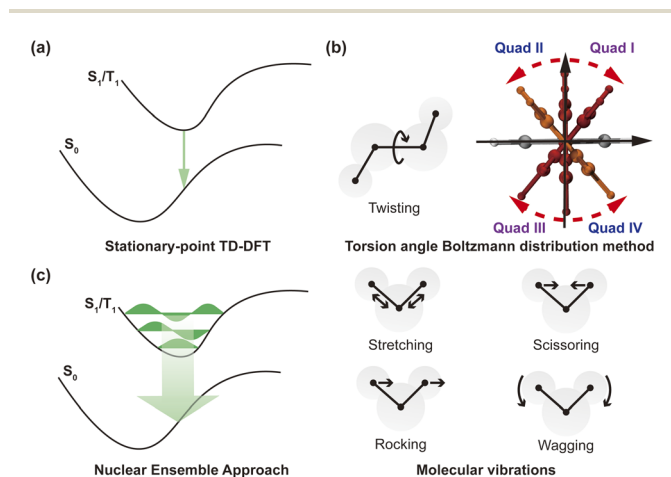 (a)
S1/T1
S0
Stationary-point TD-DFT
(b)
Quad II
Quad I
Twisting
Quad III
Quad IV
Torsion angle Boltzmann distribution method
(c)
S1/T1
S0
Nuclear Ensemble Approach
Stretching
Scissoring
Rocking
Wagging
Molecular vibrations